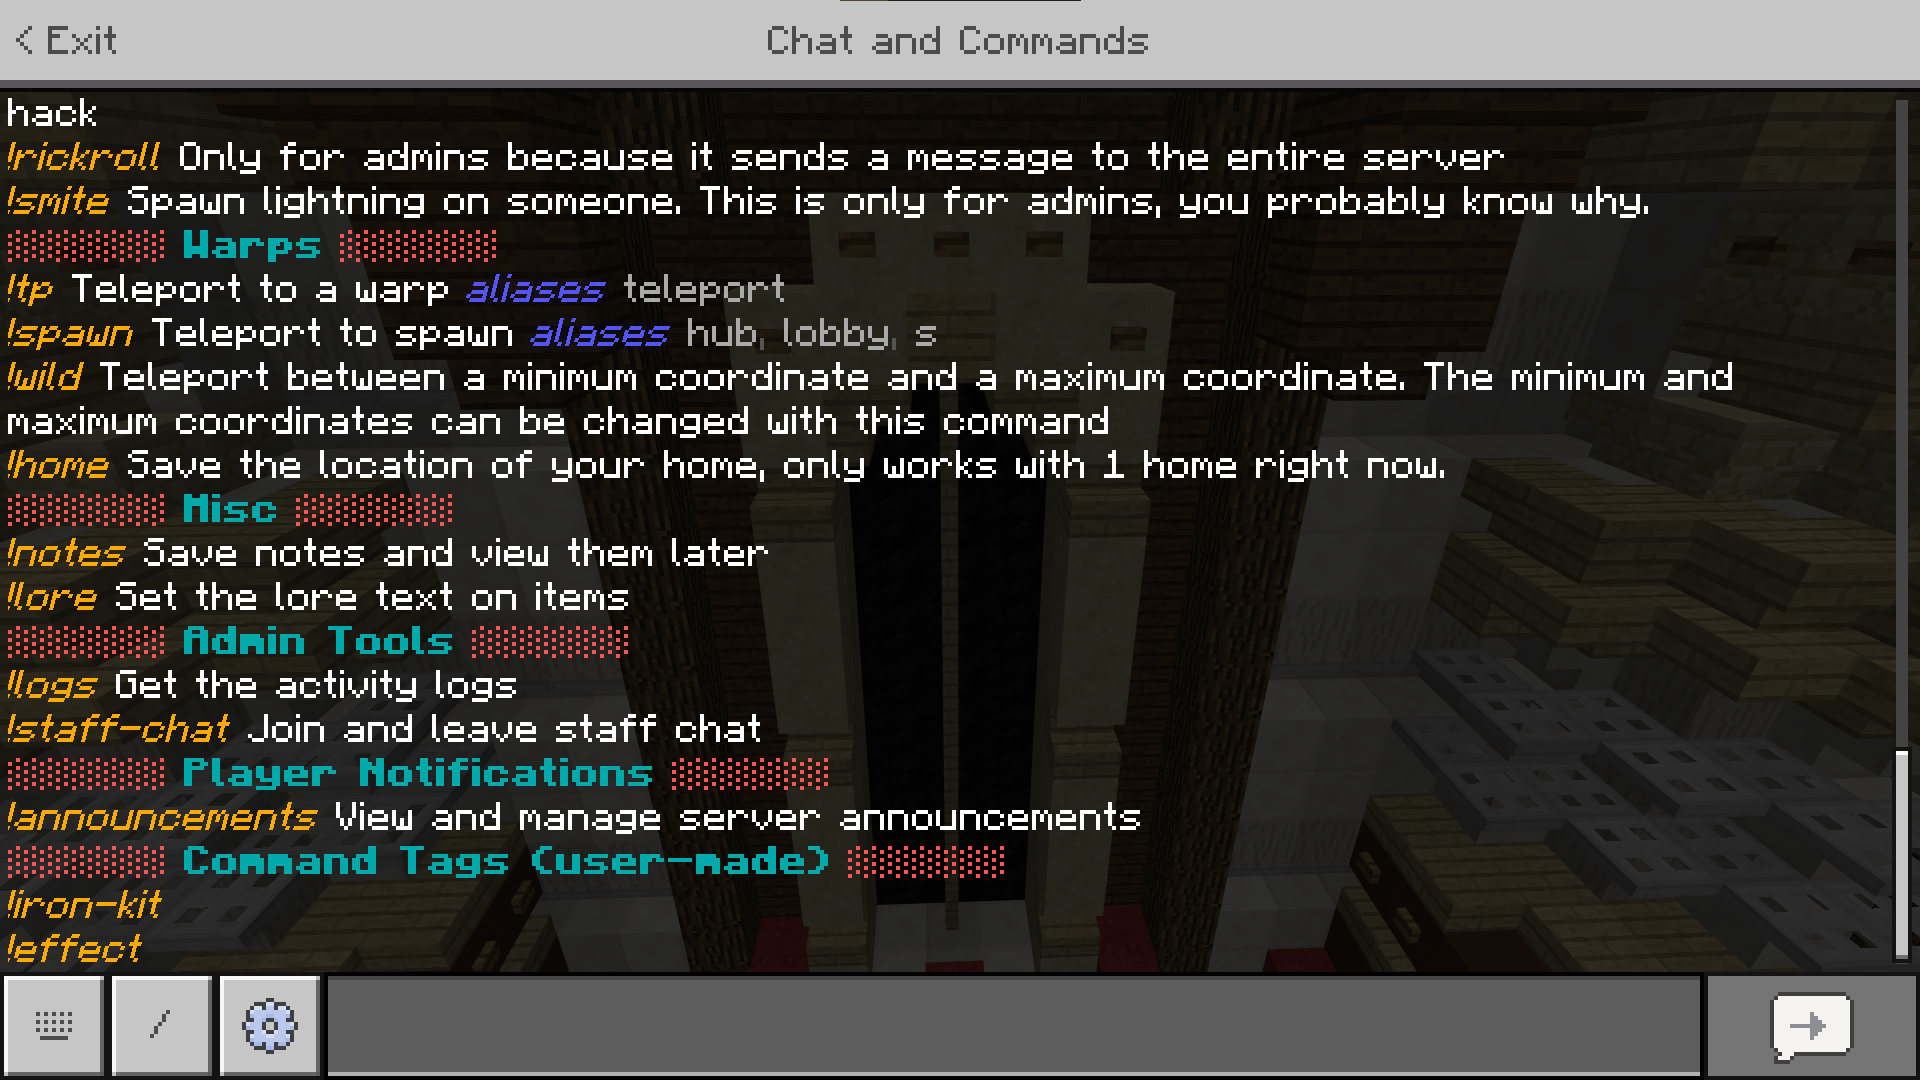 < Exit
Chat and Commands
hack
!rickroll Only for admins because it sends a message to the entire server
!smite Spawn lightning on someone. This is only for admins, you probably know why.
░░░░░░░░░ Warps ░░░░░░░░░
!tp Teleport to a warp aliases teleport
!spawn Teleport to spawn aliases hub, lobby, s
!wild Teleport between a minimum coordinate and a maximum coordinate. The minimum and
maximum coordinates can be changed with this command
!home Save the location of your home, only works with 1 home right now.
░░░░░░░░░ Misc ░░░░░░░░░
!notes Save notes and view them later
!lore Set the lore text on items
░░░░░░░░░ Admin Tools ░░░░░░░░░
!logs Get the activity logs
!staff-chat Join and leave staff chat
░░░░░░░░░ Player Notifications ░░░░░░░░░
!announcements View and manage server announcements
░░░░░░░░░ Command Tags (user-made) ░░░░░░░░░
!iron-kit
!effect
/